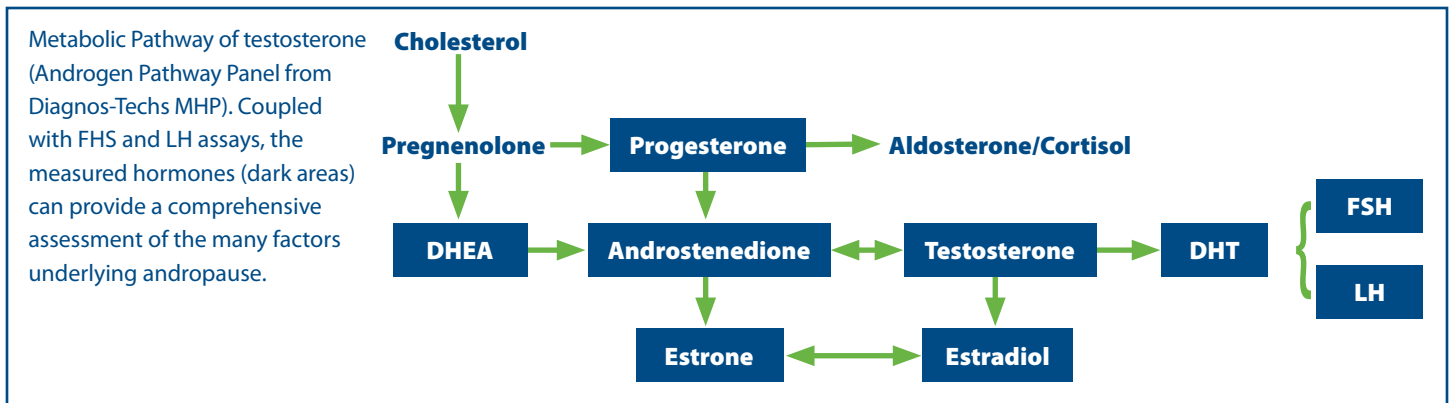 Metabolic Pathway of testosterone
(Androgen Pathway Panel from
Diagnos-Techs MHP). Coupled
with FHS and LH assays, the
measured hormones (dark areas)
can provide a comprehensive
assessment of the many factors
underlying andropause.
Cholesterol
Pregnenolone
Progesterone
Aldosterone/Cortisol
DHEA
Androstenedione
Testosterone
DHT
FSH
LH
Estrone
Estradiol